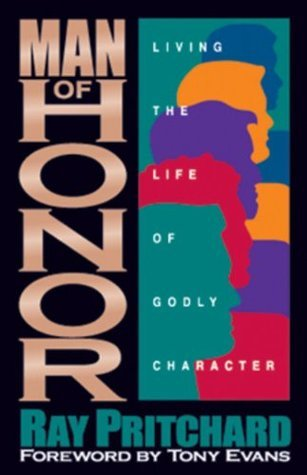 MAN
OF
HONOR
LIVING
THE
LIFE
OF
GODLY
CHARACTER
RAY PRITCHARD
FOREWORD BY TONY EVANS